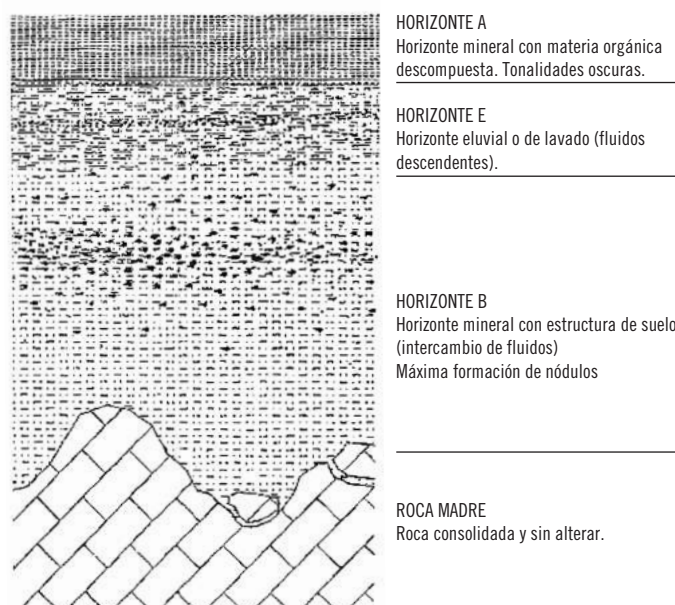 HORIZONTE A
Horizonte mineral con materia orgánica
descompuesta. Tonalidades oscuras.
HORIZONTE E
Horizonte eluvial o de lavado (fluidos
descendentes).
HORIZONTE B
Horizonte mineral con estructura de suelo
(intercambio de fluidos)
Máxima formación de nódulos
ROCA MADRE
Roca consolidada y sin alterar.